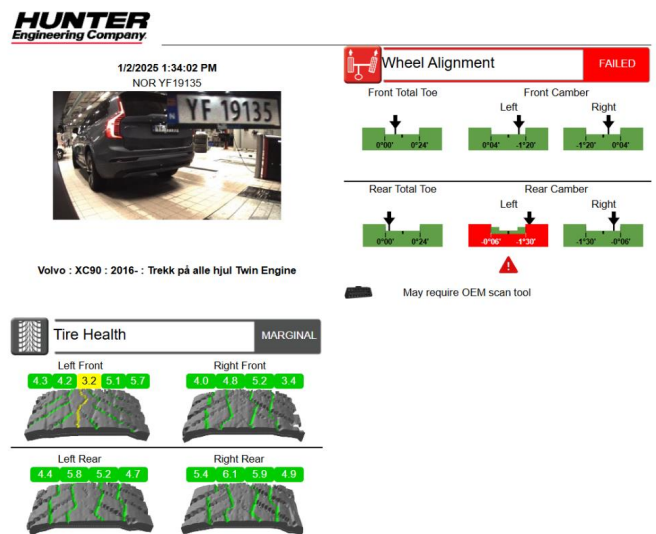 HUNTER
Engineering Company
1/2/2025 1:34:02 PM
NOR YF19135
YF 19135
N
Volvo : XC90 : 2016- : Trekk på alle hjul Twin Engine
Tire Health
MARGINAL
Left Front
Right Front
4.3 4.2 3.2 5.1 5.7
4.0 4.8 5.2 3.4
Left Rear
Right Rear
4.4 5.8 5.2 4.7
5.4 6.1 5.9 4.9
Wheel Alignment
FAILED
Front Total Toe
Front Camber
Left
Right
0°00' 0°24'
0°04' -1°20'
-1°20' 0°04'
Rear Total Toe
Rear Camber
Left
Right
0°00' 0°24'
-0°06' -1°30'
-1°30' -0°06'
May require OEM scan tool